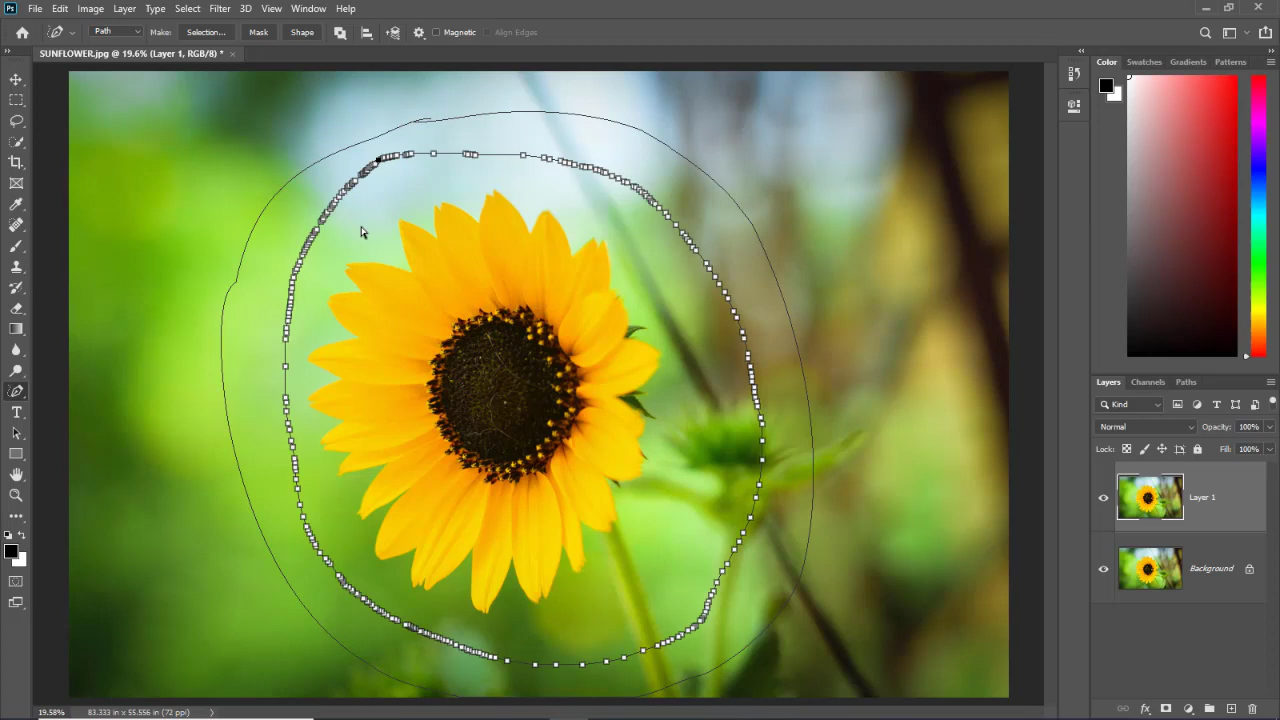 Ps File Edit Image Layer Type Select Filter 3D View Window Help
Path Make: Selection... Mask Shape Magnetic Align Edges
SUNFLOWER.jpg @ 19.6% (Layer 1, RGB/8) * ×
Color Swatches Gradients Patterns
Layers Channels Paths
Kind
Normal Opacity: 100%
Lock: Fill: 100%
Layer 1
Background
19.58% 83.333 in x 55.556 in (72 ppi)